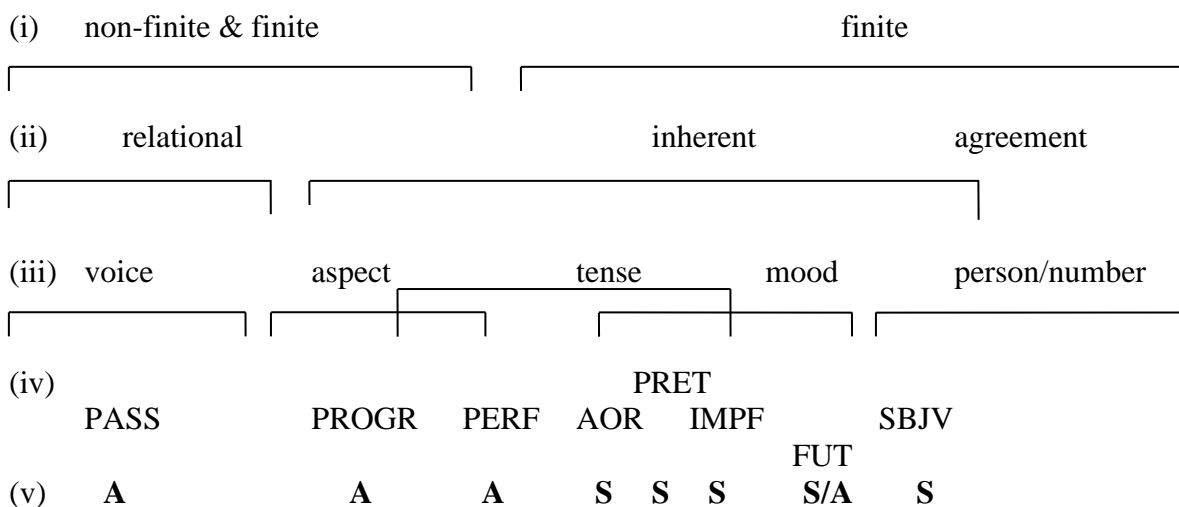 (i) non-finite & finite finite
(ii) relational inherent agreement
(iii) voice aspect tense mood person/number
(iv) PRET
PASS PROGR PERF AOR IMPF SBJV
FUT
(v) A A A S S S S/A S